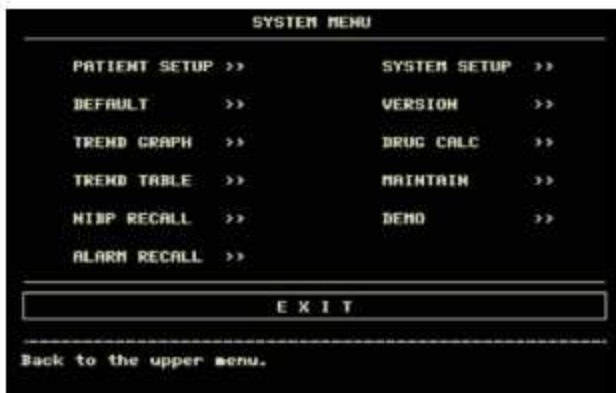 SYSTEM MENU
PATIENT SETUP >> SYSTEM SETUP >>
DEFAULT >> VERSION >>
TREND GRAPH >> DRUG CALC >>
TREND TABLE >> MAINTAIN >>
NIBP RECALL >> DEMO >>
ALARM RECALL >>
E X I T
Back to the upper menu.